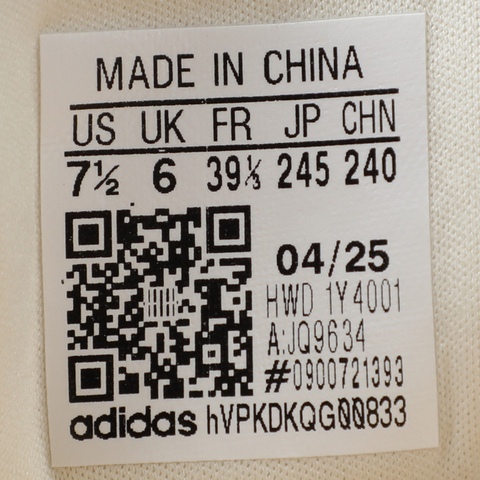 MADE IN CHINA
US UK FR JP CHN
7½ 6 39⅓ 245 240
04/25
HWD 1Y4001
A:JQ9634
#0900721393
adidas hVPKDKQG00833